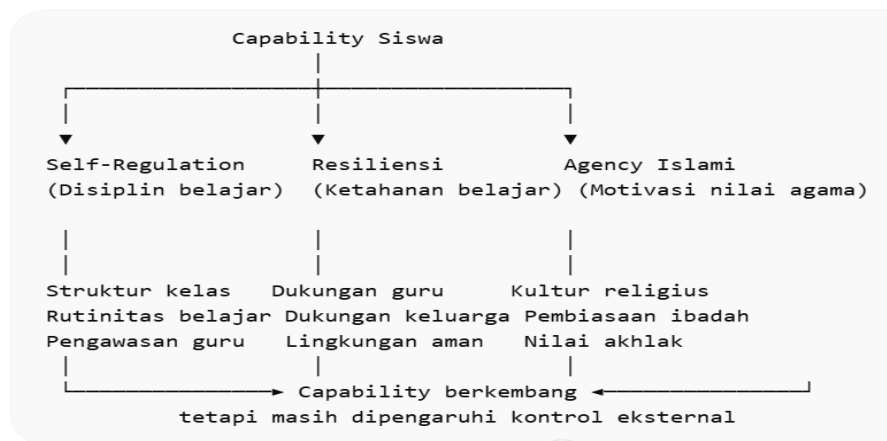 Capability Siswa
Self-Regulation Resiliensi Agency Islami
(Disiplin belajar) (Ketahanan belajar) (Motivasi nilai agama)
Struktur kelas Dukungan guru Kultur religius
Rutinitas belajar Dukungan keluarga Pembiasaan ibadah
Pengawasan guru Lingkungan aman Nilai akhlak
Capability berkembang
tetapi masih dipengaruhi kontrol eksternal